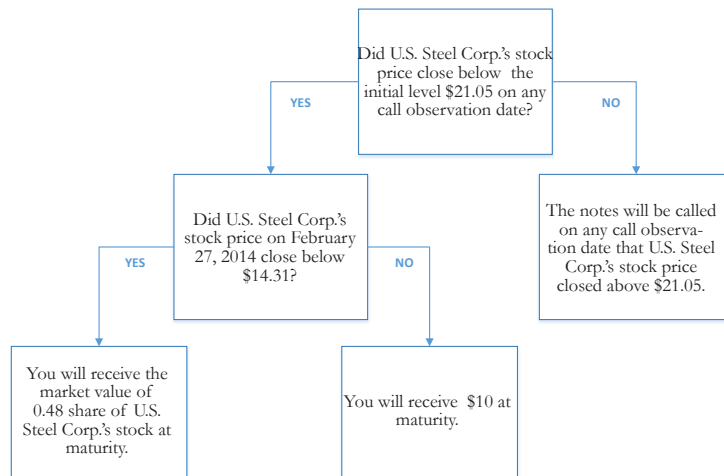 Did U.S. Steel Corp.'s stock
price close below the
initial level $21.05 on any
call observation date?
YES
NO
Did U.S. Steel Corp.'s
stock price on February
27, 2014 close below
$14.31?
The notes will be called
on any call observa-
tion date that U.S. Steel
Corp.'s stock price
closed above $21.05.
YES
NO
You will receive the
market value of
0.48 share of U.S.
Steel Corp.'s stock at
maturity.
You will receive $10 at
maturity.